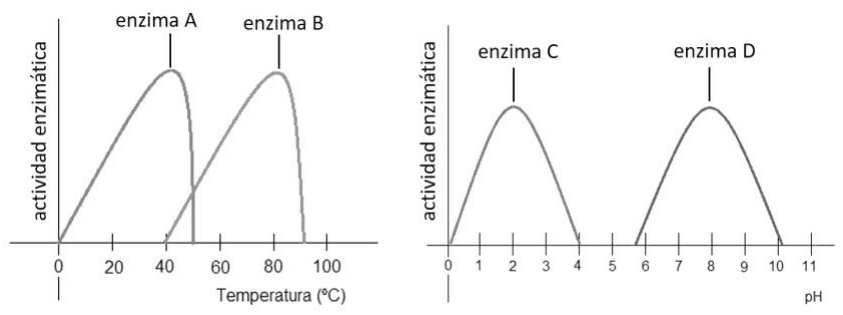 enzima A
enzima B
actividad enzimática
0 20 40 60 80 100
Temperatura (ºC)
enzima C
enzima D
actividad enzimática
0 1 2 3 4 5 6 7 8 9 10 11
pH